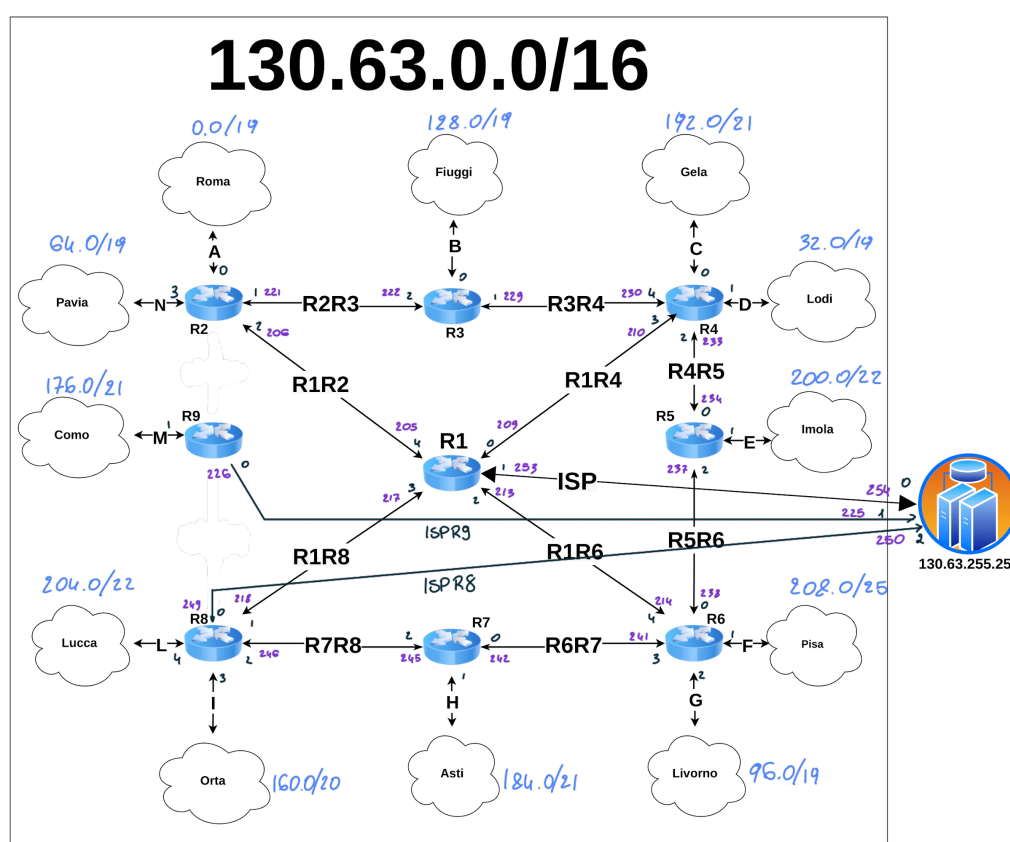 130.63.0.0/16
0.0/19
128.0/19
192.0/21
Roma
Fiuggi
Gela
A
B
C
64.0/19
32.0/19
0
0
0
Pavia
N
3
R2
1
221
R2R3
222
2
R3
1
229
R3R4
230
4
R4
1
D
Lodi
2
206
3
210
2
233
R1R2
R1R4
R4R5
176.0/21
200.0/22
234
0
Como
M
1
R9
R5
1
E
Imola
205
4
R1
209
0
226
0
237
2
3
217
1
253
ISP
254
0
2
213
225
1
ISPR9
250
2
130.63.255.25
R1R8
R1R6
R5R6
204.0/22
ISPR8
208.0/25
249
218
214
238
Lucca
L
4
R8
0
1
R7
0
R6
4
1
F
Pisa
2
246
R7R8
2
245
242
R6R7
241
3
3
1
2
I
H
G
Orta
160.0/20
Asti
184.0/21
Livorno
96.0/19